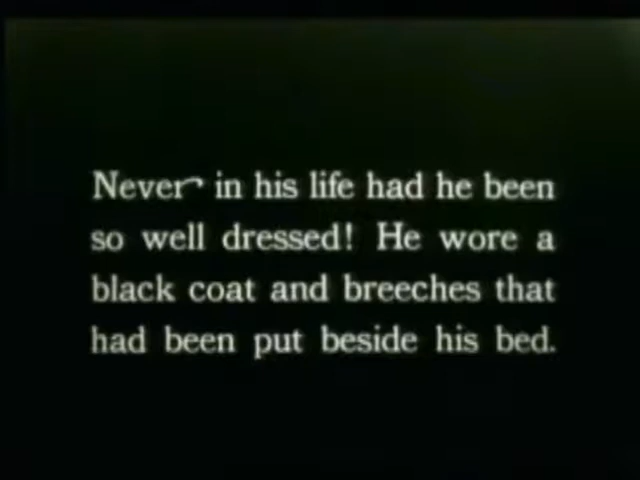 Never in his life had he been
so well dressed! He wore a
black coat and breeches that
had been put beside his bed.